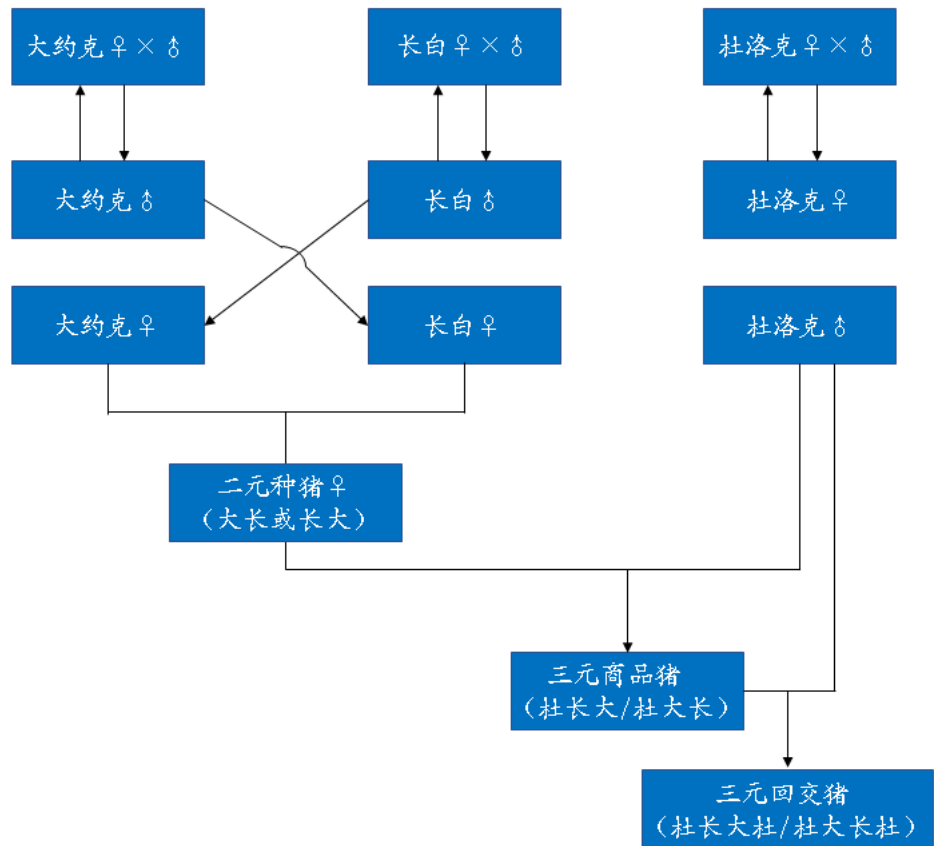 大约克♀×♂
长白♀×♂
杜洛克♀×♂
大约克♂
长白♂
杜洛克♀
大约克♀
长白♀
杜洛克♂
二元种猪♀
（大长或长大）
三元商品猪
（杜长大/杜大长）
三元回交猪
（杜长大杜/杜大长杜）